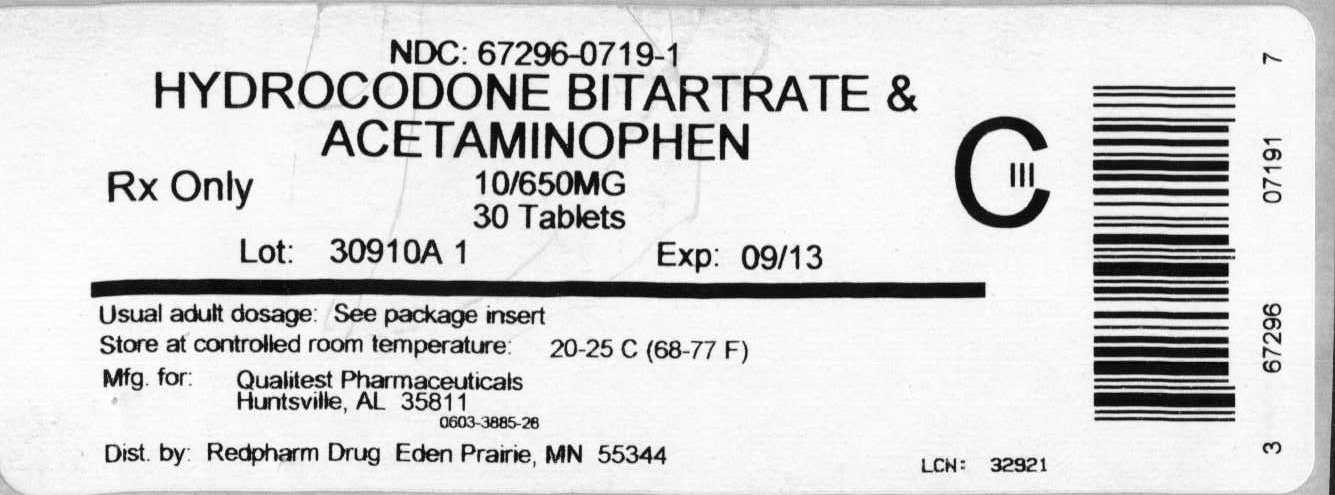 NDC: 67296-0719-1
HYDROCODONE BITARTRATE &
ACETAMINOPHEN
Rx Only
10/650MG
30 Tablets
C III
Lot: 30910A 1 Exp: 09/13
Usual adult dosage: See package insert
Store at controlled room temperature: 20-25 C (68-77 F)
Mfg. for: Qualitest Pharmaceuticals
Huntsville, AL 35811
0603-3885-28
Dist. by: Redpharm Drug Eden Prairie, MN 55344
LCN: 32921
3 67296 07191 7